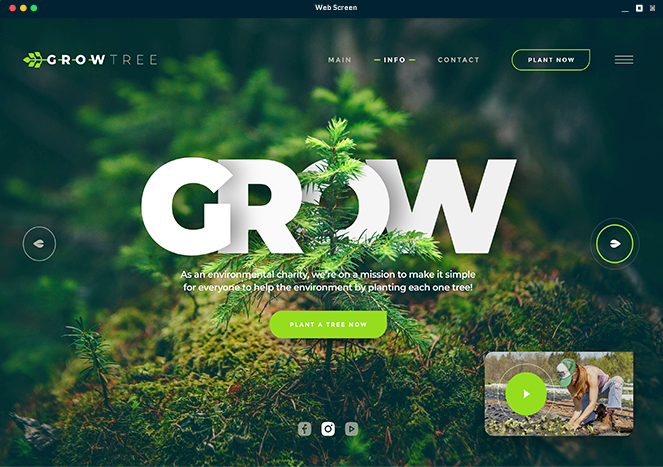 Web Screen
GROWTREE
MAIN
INFO
CONTACT
PLANT NOW
GROW
As an environmental charity, we're on a mission to make it simple
for everyone to help the environment by planting each one tree!
PLANT A TREE NOW